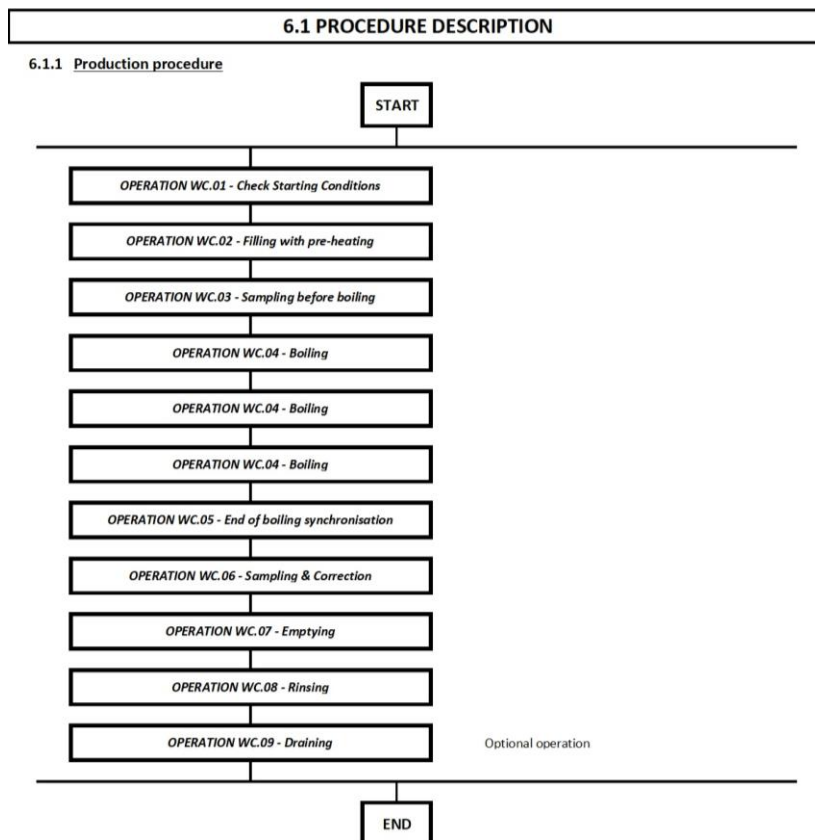 6.1 PROCEDURE DESCRIPTION
6.1.1 Production procedure
START
OPERATION WC.01 - Check Starting Conditions
OPERATION WC.02 - Filling with pre-heating
OPERATION WC.03 - Sampling before boiling
OPERATION WC.04 - Boiling
OPERATION WC.04 - Boiling
OPERATION WC.04 - Boiling
OPERATION WC.05 - End of boiling synchronisation
OPERATION WC.06 - Sampling & Correction
OPERATION WC.07 - Emptying
OPERATION WC.08 - Rinsing
OPERATION WC.09 - Draining
Optional operation
END